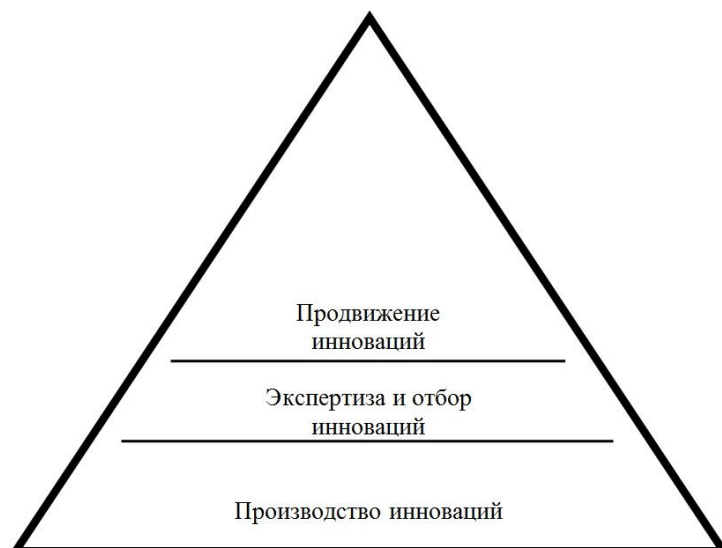 Продвижение
инноваций
Экспертиза и отбор
инноваций
Производство инноваций